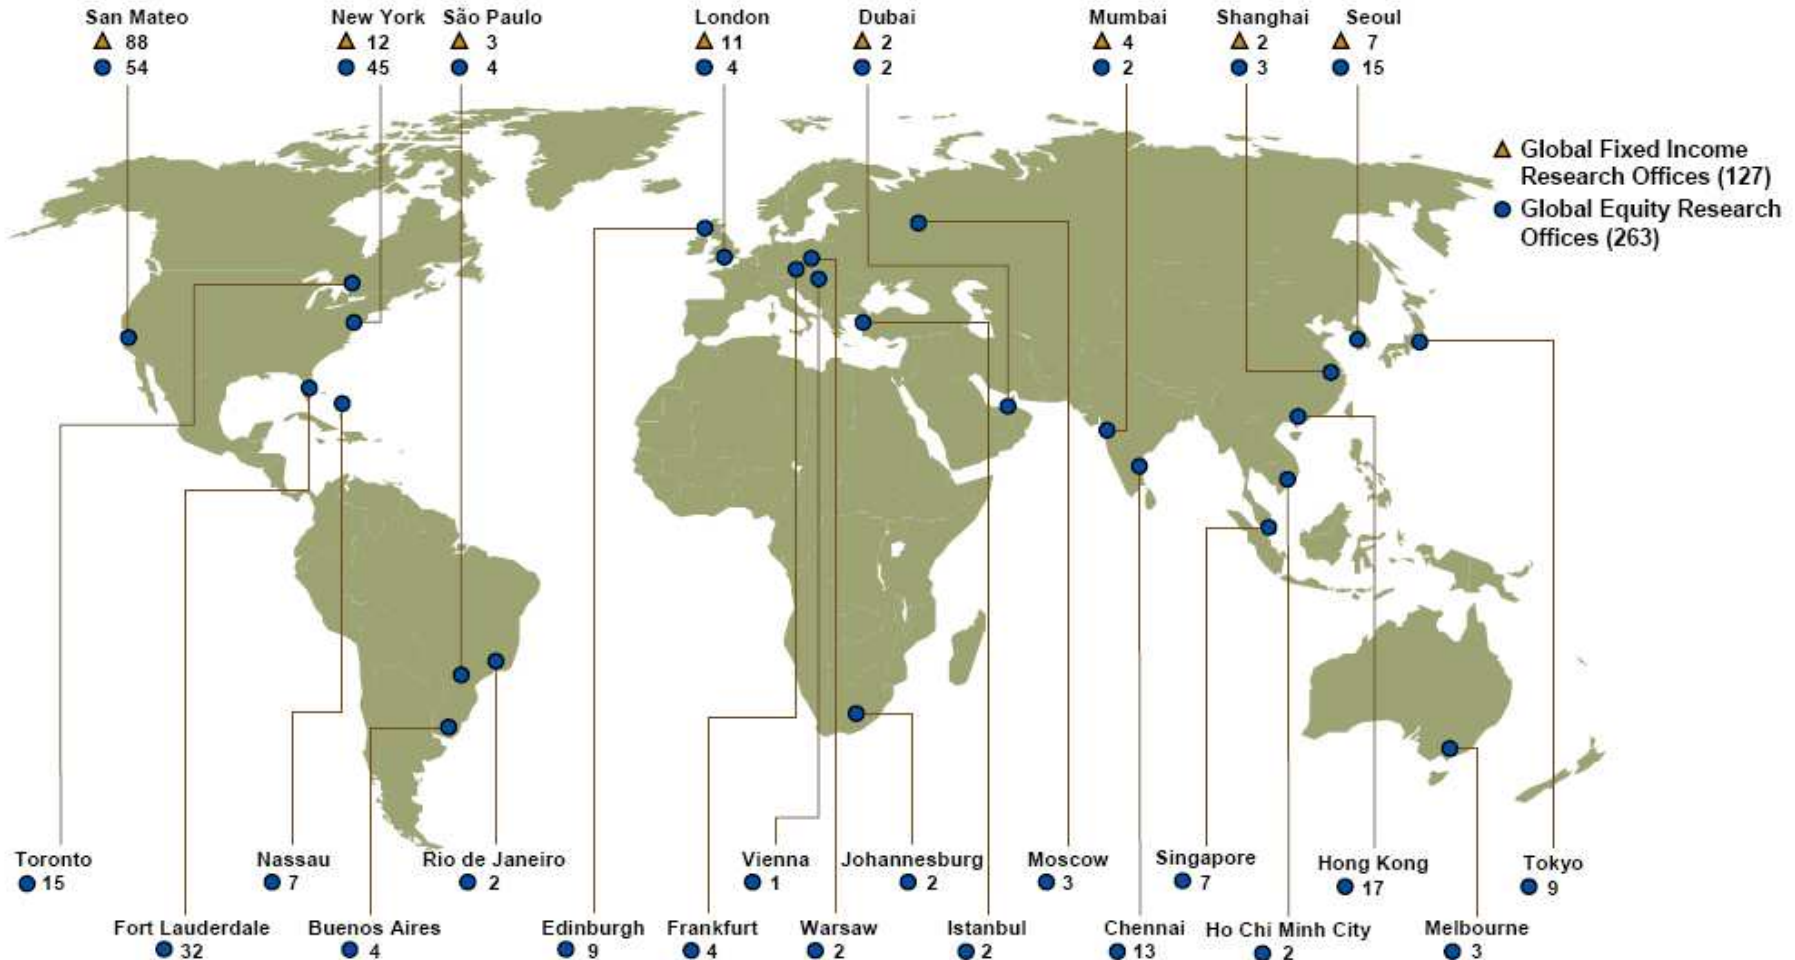 San Mateo
88
54
New York
12
45
São Paulo
3
4
London
11
4
Dubai
2
2
Mumbai
4
2
Shanghai
2
3
Seoul
7
15
Global Fixed Income
Research Offices (127)
Global Equity Research
Offices (263)
Toronto
15
Nassau
7
Rio de Janeiro
2
Vienna
1
Johannesburg
2
Moscow
3
Singapore
7
Hong Kong
17
Tokyo
9
Fort Lauderdale
32
Buenos Aires
4
Edinburgh
9
Frankfurt
4
Warsaw
2
Istanbul
2
Chennai
13
Ho Chi Minh City
2
Melbourne
3